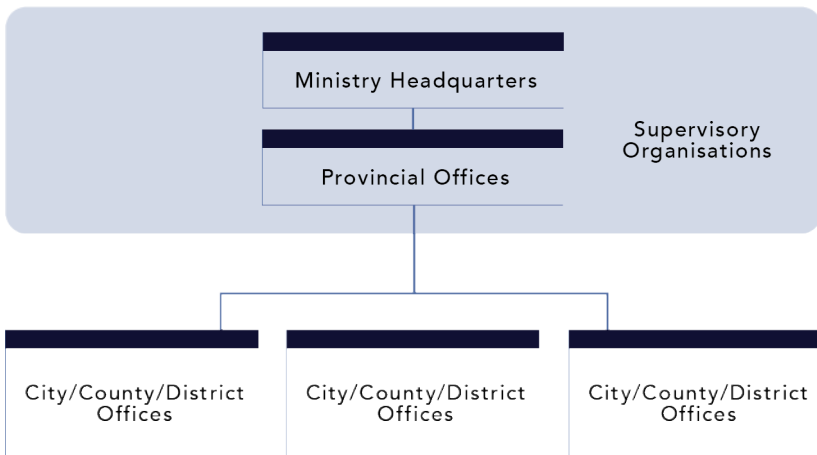 Ministry Headquarters
Supervisory
Organisations
Provincial Offices
City/County/District
Offices
City/County/District
Offices
City/County/District
Offices